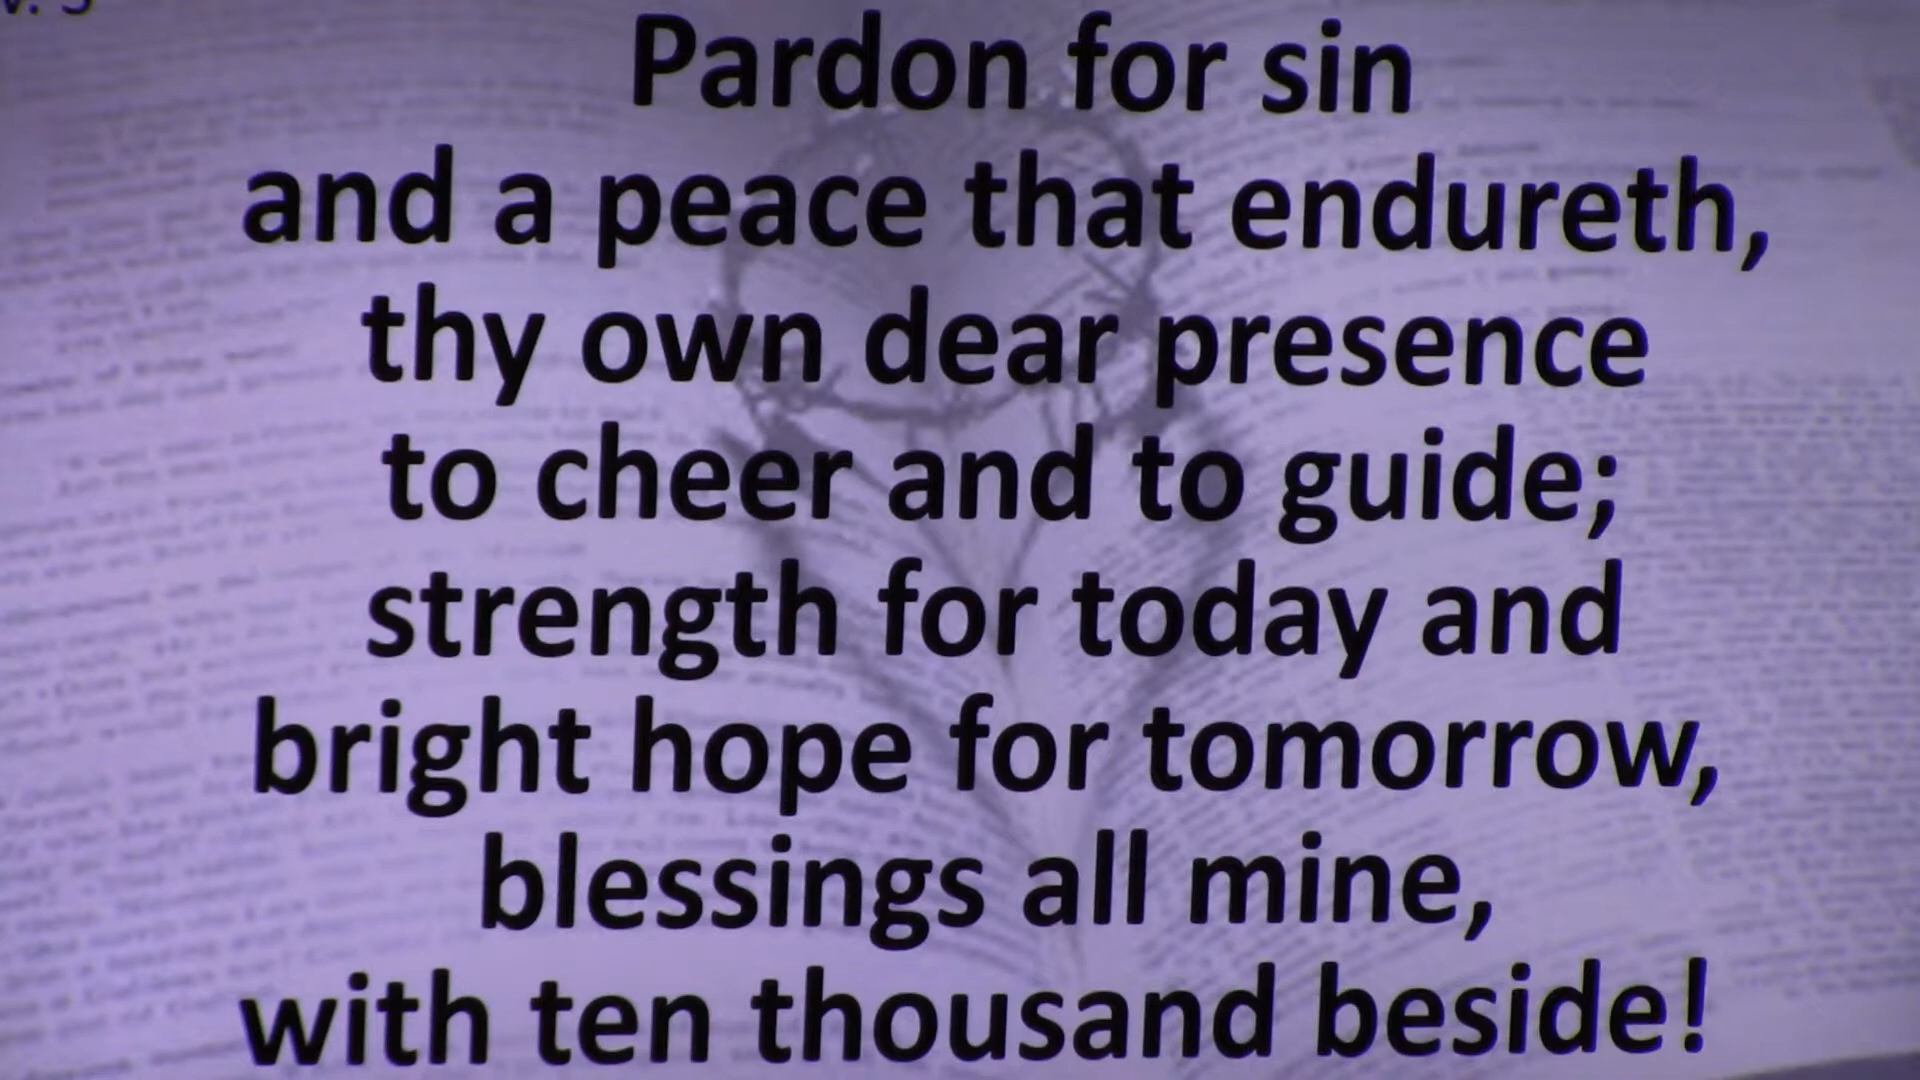 v. 3
Pardon for sin
and a peace that endureth,
thy own dear presence
to cheer and to guide;
strength for today and
bright hope for tomorrow,
blessings all mine,
with ten thousand beside!